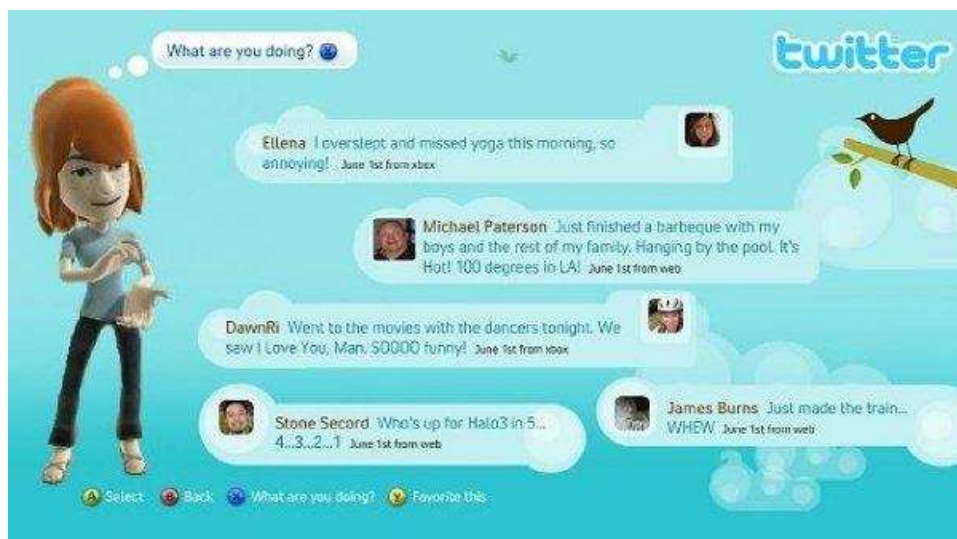 What are you doing? X
twitter
Ellena I overslept and missed yoga this morning, so
annoying! June 1st from xbox
Michael Paterson Just finished a barbeque with my
boys and the rest of my family. Hanging by the pool. It's
Hot! 100 degrees in LA! June 1st from web
DawnRi Went to the movies with the dancers tonight. We
saw I Love You, Man. SOOOO funny! June 1st from xbox
Stone Secord Who's up for Halo3 in 5...
4...3...2...1 June 1st from web
James Burns Just made the train...
WHEW June 1st from web
A Select B Back X What are you doing? Y Favorite this